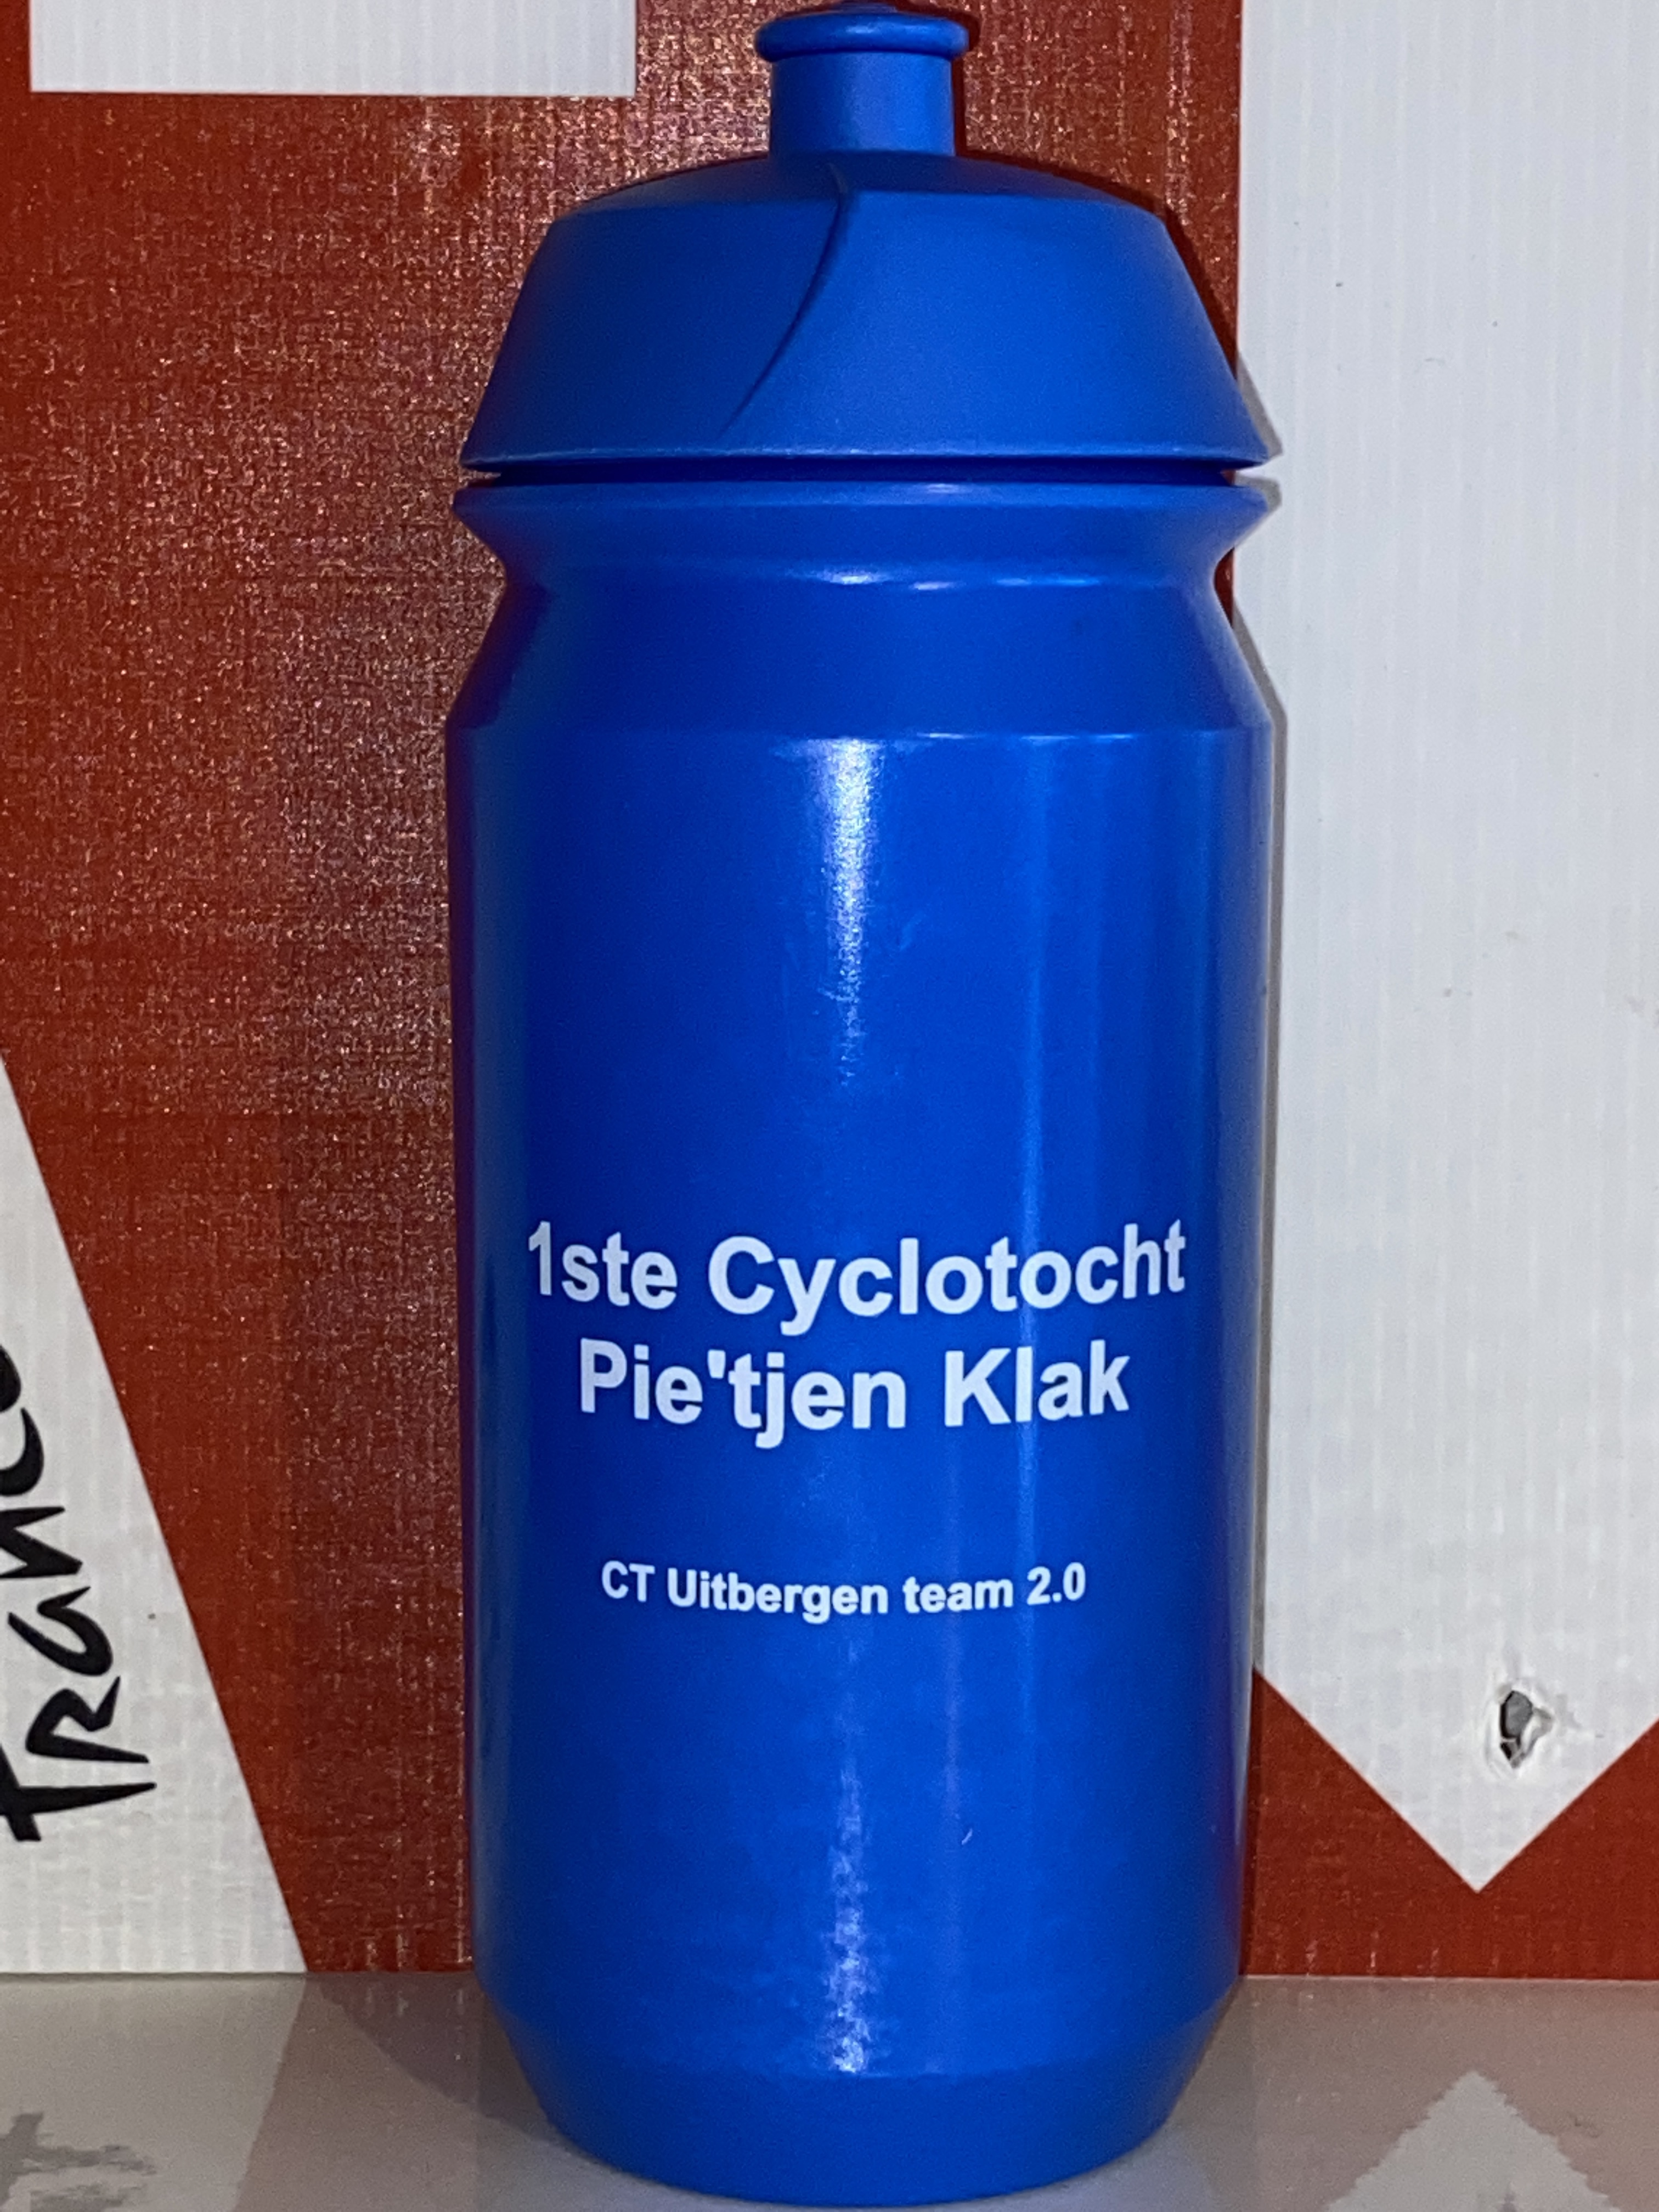 1ste Cyclotocht
Pie'tjen Klak
CT Uitbergen team 2.0